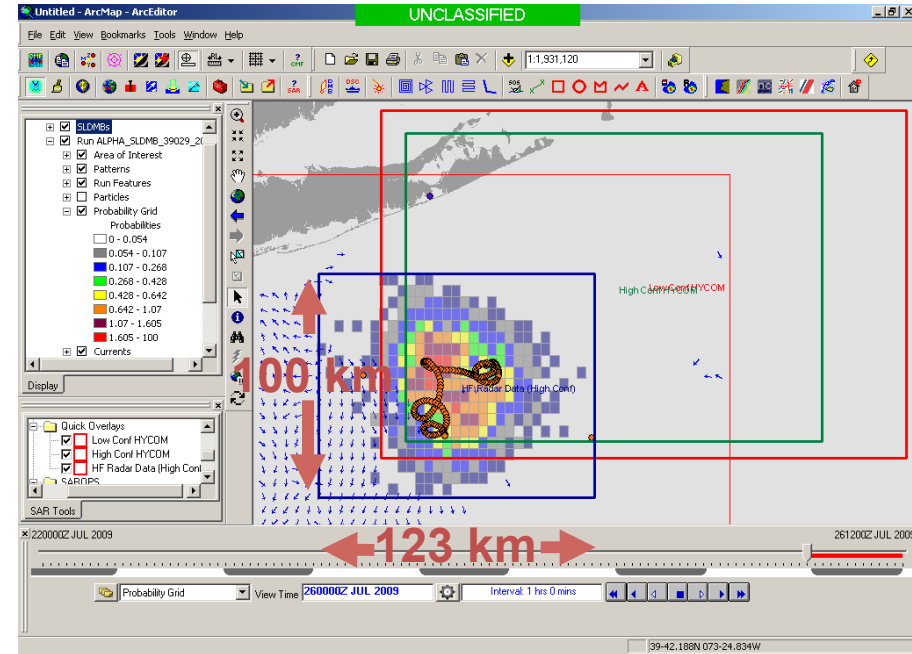 Untitled - ArcMap - ArcEditor
UNCLASSIFIED
File Edit View Bookmarks Tools Window Help
1:1,931,120
SLDMBs
Run ALPHA_SLDMB_39029_20
Area of Interest
Patterns
Run Features
Particles
Probability Grid
Probabilities
0 - 0.054
0.054 - 0.107
0.107 - 0.268
0.268 - 0.428
0.428 - 0.642
0.642 - 1.07
1.07 - 1.605
1.605 - 100
Currents
Display
Quick Overlays
Low Conf HYCOM
High Conf HYCOM
HF Radar Data (High Conf
SAROPS
SAR Tools
High Conf HYCOM
Low Conf HYCOM
HF Radar Data (High Conf)
100 km
123 km
220000Z JUL 2009
261200Z JUL 2009
Probability Grid
View Time
260000Z JUL 2009
Interval: 1 hrs 0 mins
39-42.188N 073-24.834W